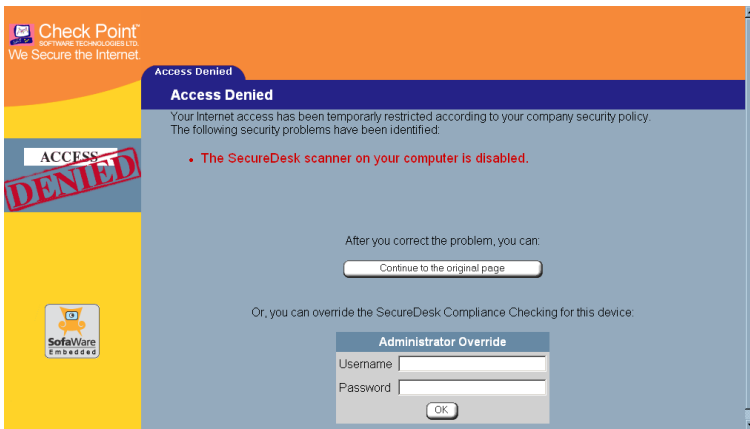 Check Point™
SOFTWARE TECHNOLOGIES LTD.
We Secure the Internet.
Access Denied
Access Denied
Your Internet access has been temporarly restricted according to your company security policy.
The following security problems have been identified:
• The SecureDesk scanner on your computer is disabled.
ACCESS
DENIED
After you correct the problem, you can:
Continue to the original page
Or, you can override the SecureDesk Compliance Checking for this device:
Administrator Override
Username
Password
OK
SofaWare
Embedded